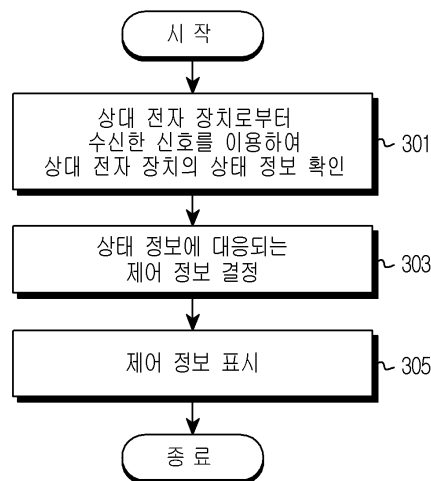 시 작
상대 전자 장치로부터
수신한 신호를 이용하여
상대 전자 장치의 상태 정보 확인
301
상태 정보에 대응되는
제어 정보 결정
303
제어 정보 표시
305
종 료